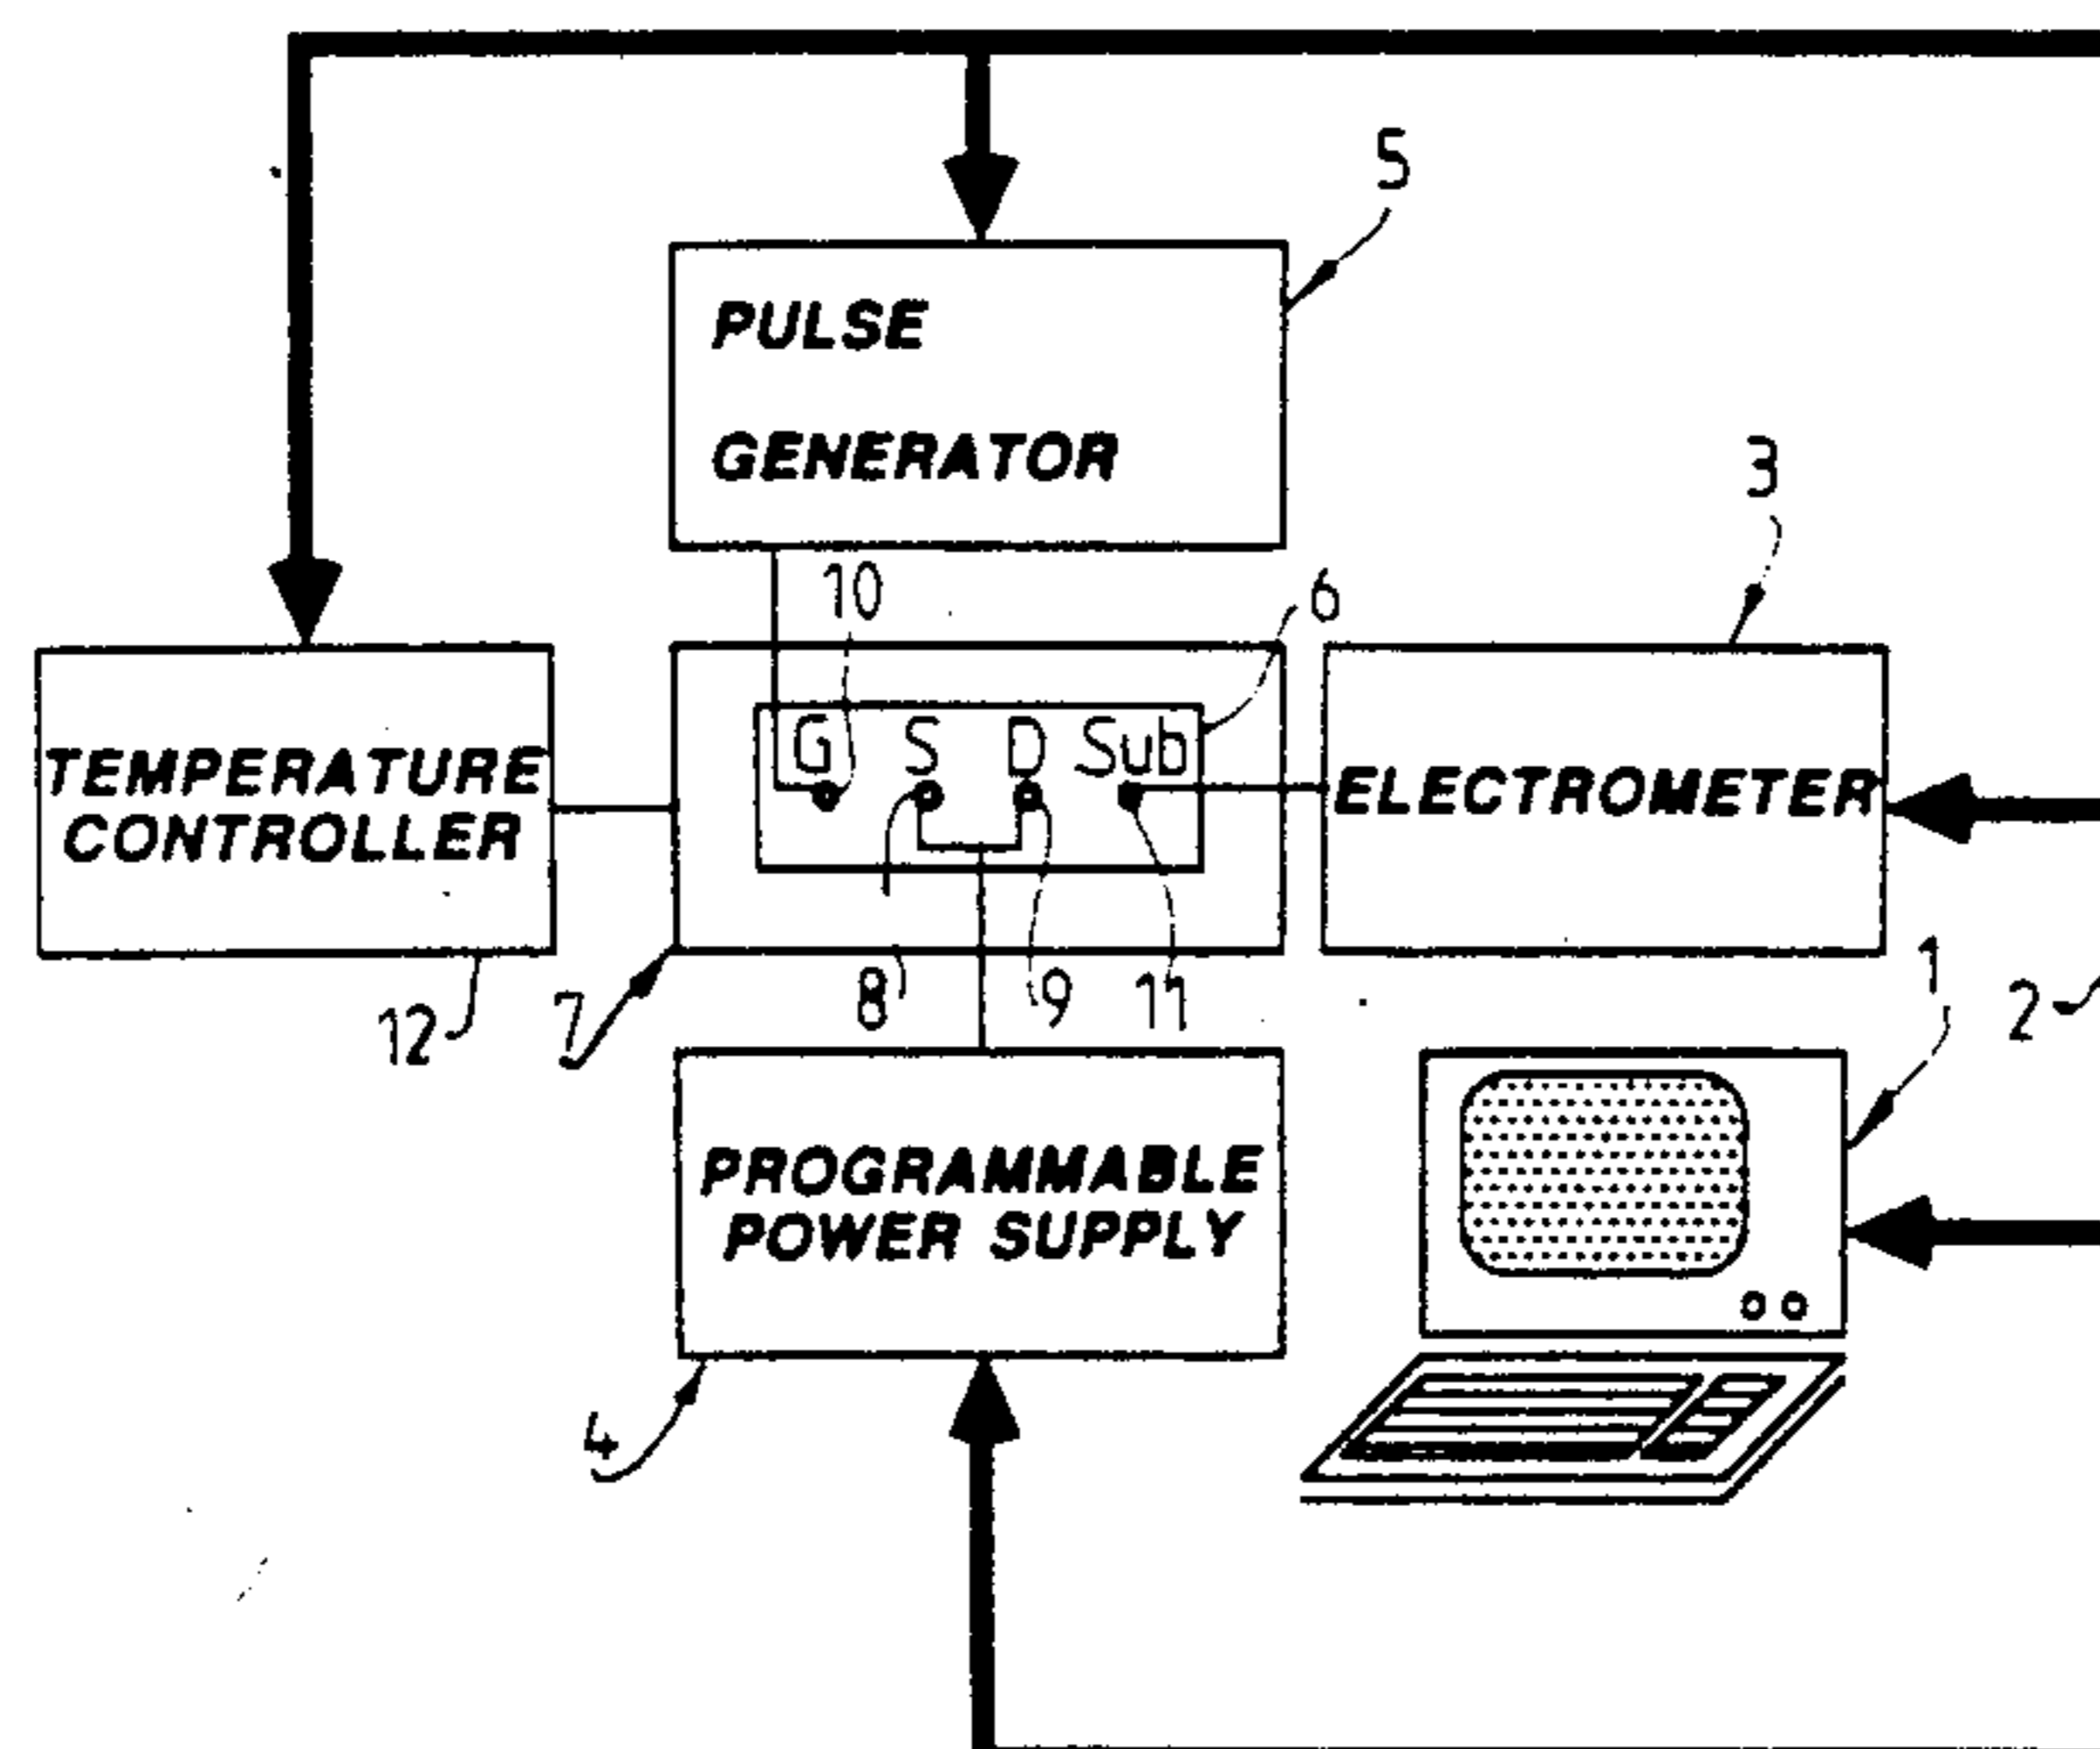 5
PULSE
GENERATOR
3
10
6
G S D Sub
TEMPERATURE
CONTROLLER
ELECTROMETER
12
7
8
9
11
1
2
PROGRAMMABLE
POWER SUPPLY
4